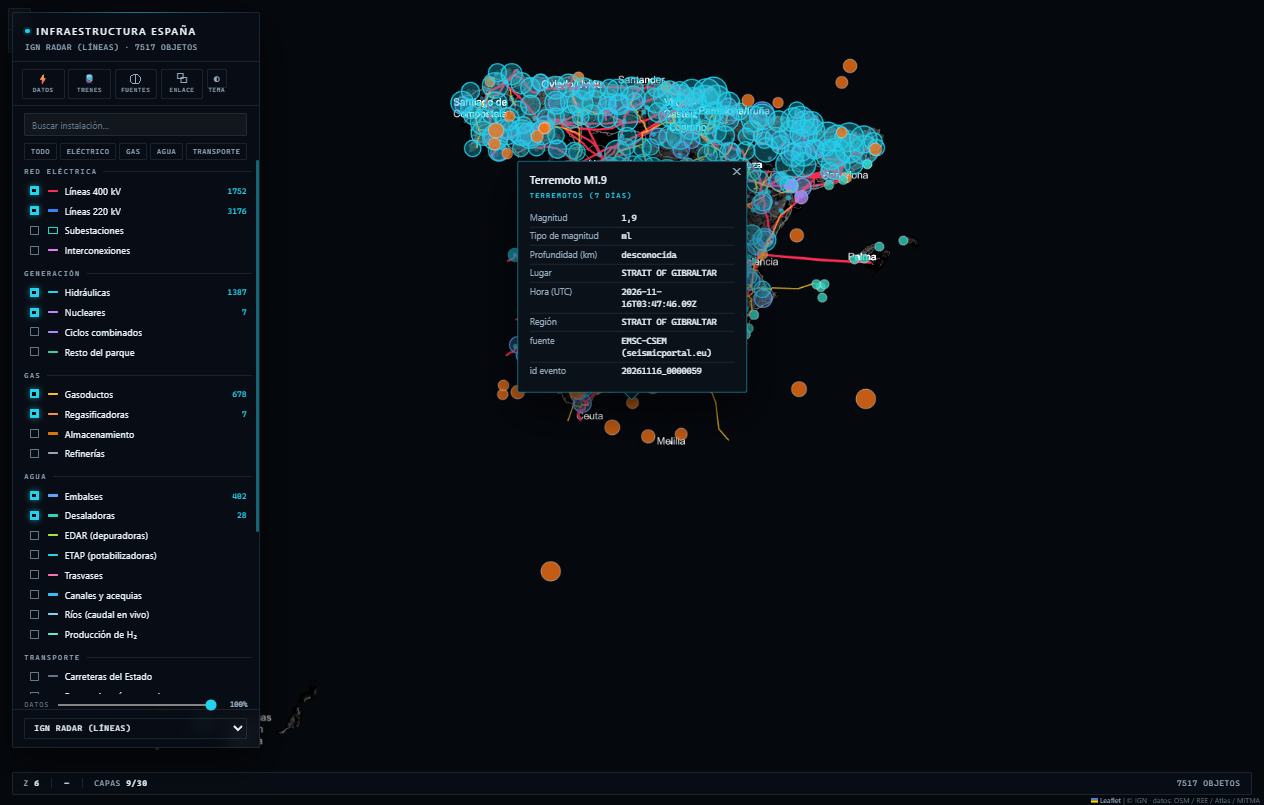 INFRAESTRUCTURA ESPAÑA
IGN RADAR (LÍNEAS) · 7517 OBJETOS
DATOS
TRENES
FUENTES
ENLACE
TEMA
Buscar instalación...
TODO
ELÉCTRICO
GAS
AGUA
TRANSPORTE
RED ELÉCTRICA
Líneas 400 kV 1752
Líneas 220 kV 3176
Subestaciones
Interconexiones
GENERACIÓN
Hidráulicas 1387
Nucleares 7
Ciclos combinados
Resto del parque
GAS
Gasoductos 678
Regasificadoras 7
Almacenamiento
Refinerías
AGUA
Embalses 402
Desaladoras 28
EDAR (depuradoras)
ETAP (potabilizadoras)
Trasvases
Canales y acequias
Ríos (caudal en vivo)
Producción de H₂
TRANSPORTE
Carreteras del Estado
DATOS 100%
IGN RADAR (LÍNEAS)
Santander
Santiago de
Compostela
Barcelona
Palma
Ceuta
Melilla
Terremoto M1.9
TERREMOTOS (7 DÍAS)
Magnitud 1,9
Tipo de magnitud ml
Profundidad (km) desconocida
Lugar STRAIT OF GIBRALTAR
Hora (UTC) 2026-11-
16T03:47:46.09Z
Región STRAIT OF GIBRALTAR
fuente EMSC-CSEM
(seismicportal.eu)
id evento 20261116_0000059
Z 6 — CAPAS 9/30
7517 OBJETOS
Leaflet | © IGN · datos: OSM / REE / Atlas / MITMA